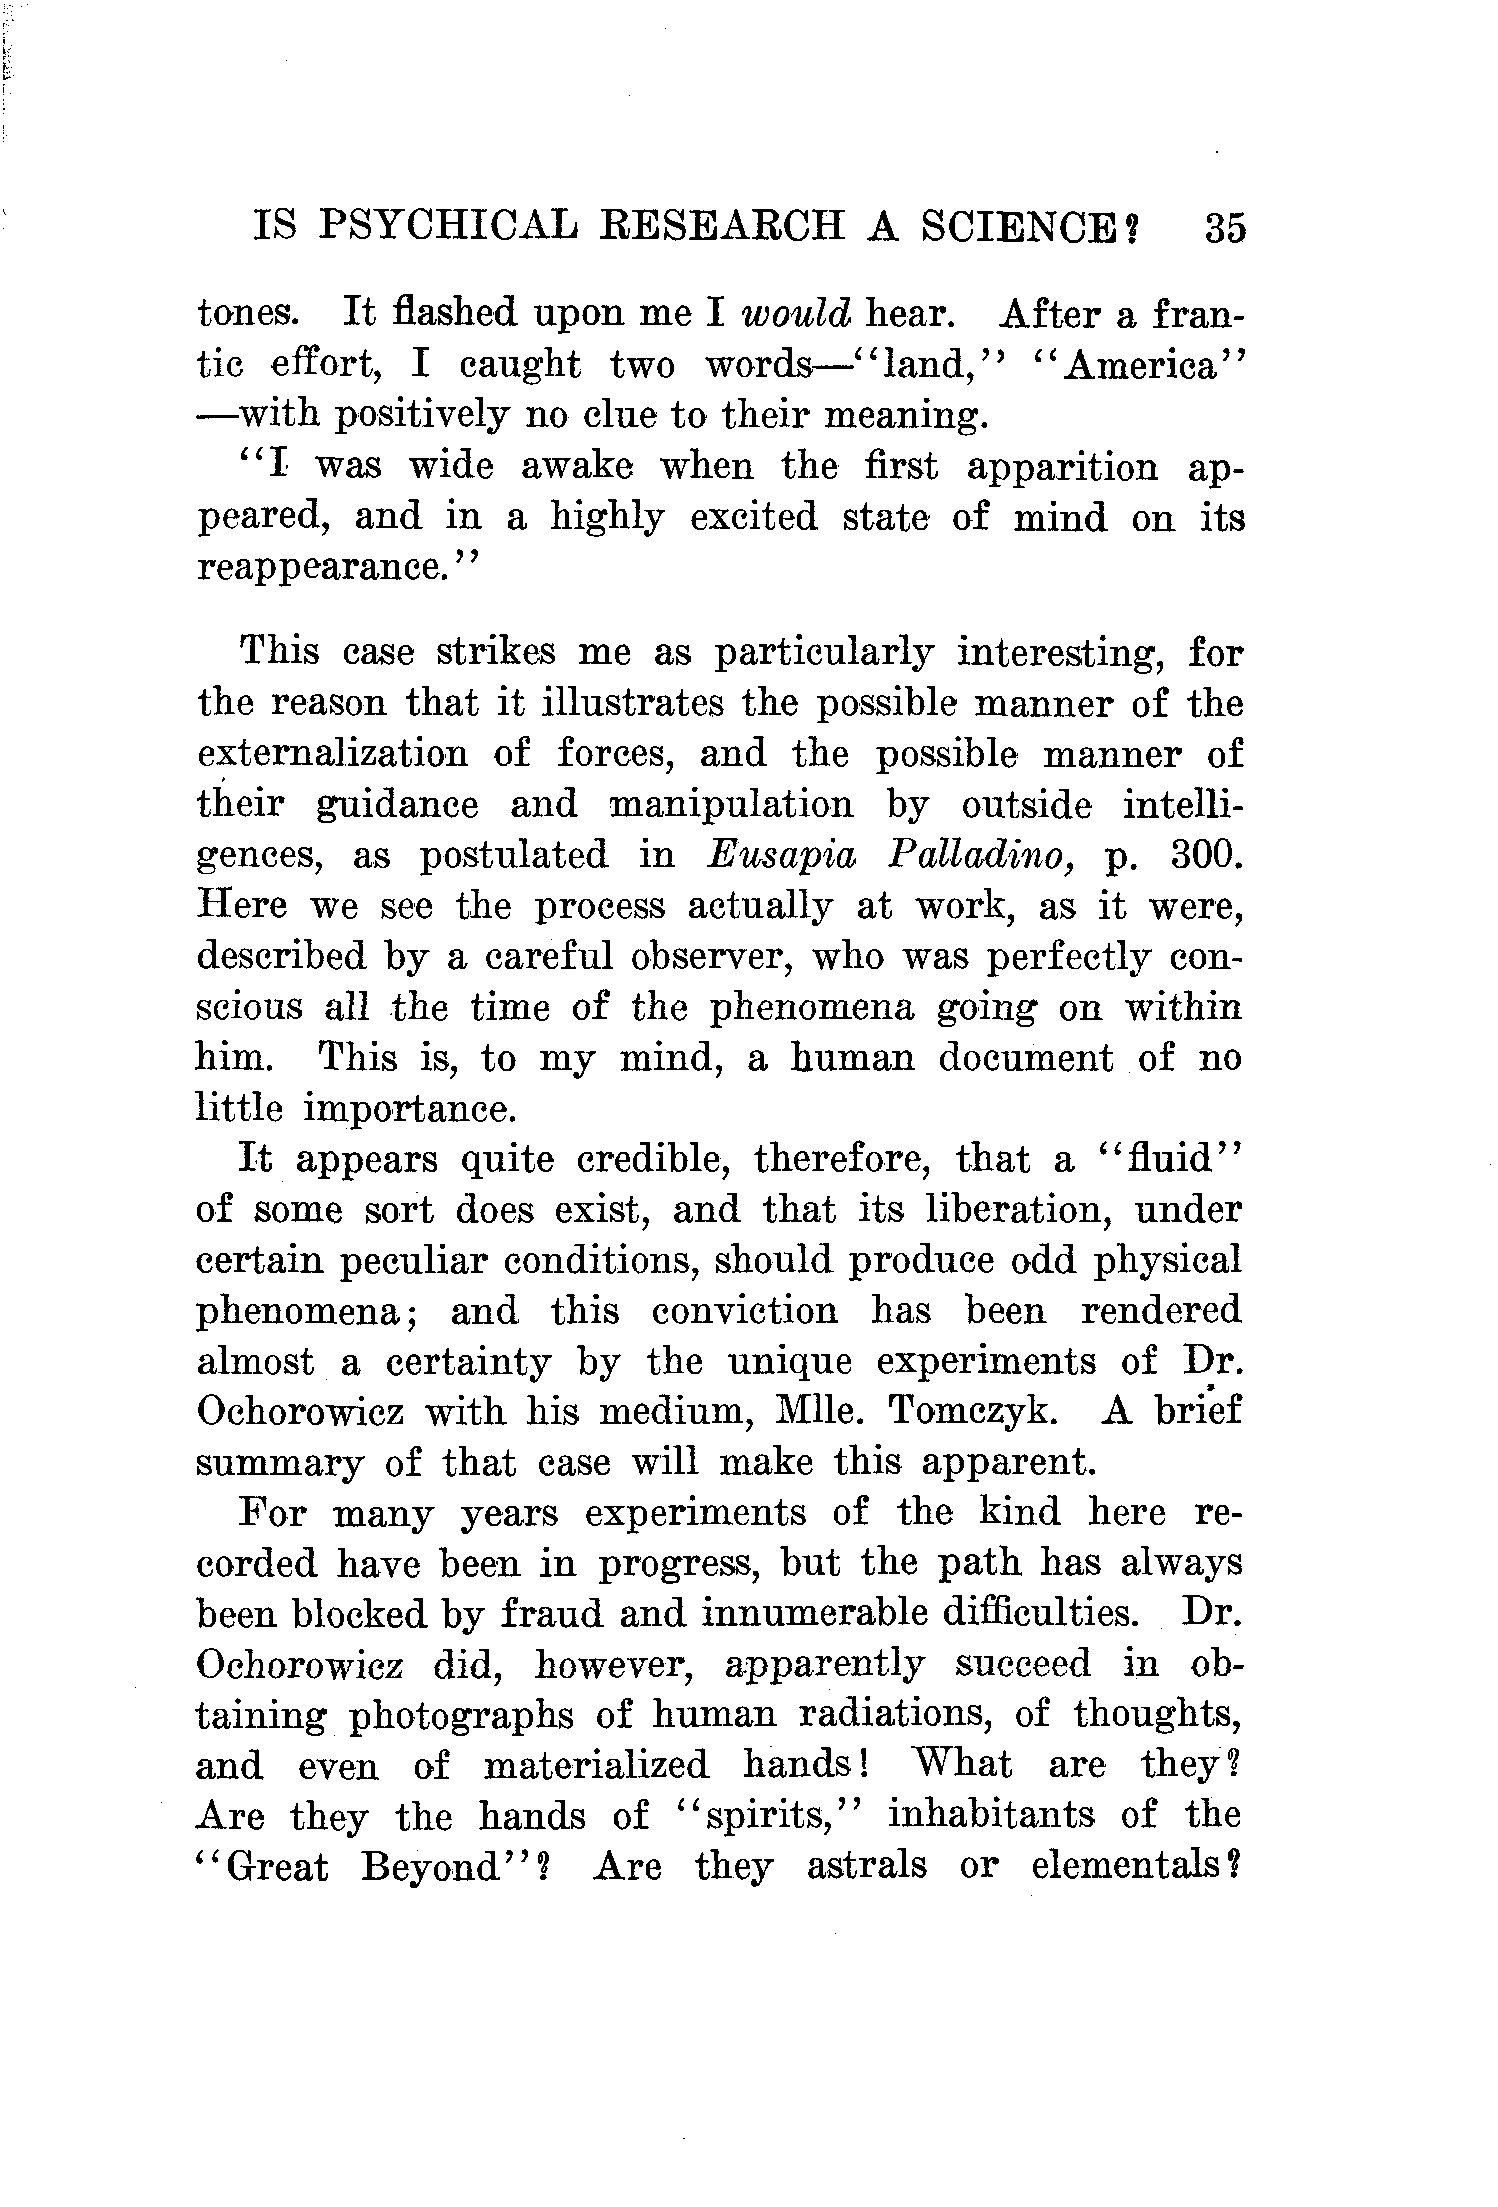 IS PSYCHICAL RESEARCH A SCIENCE? 35
tones. It flashed upon me I would hear. After a fran-
tic effort, I caught two words—"land," "America"
—with positively no clue to their meaning.
"I was wide awake when the first apparition ap-
peared, and in a highly excited state of mind on its
reappearance."
This case strikes me as particularly interesting, for
the reason that it illustrates the possible manner of the
externalization of forces, and the possible manner of
their guidance and manipulation by outside intelli-
gences, as postulated in Eusapia Palladino, p. 300.
Here we see the process actually at work, as it were,
described by a careful observer, who was perfectly con-
scious all the time of the phenomena going on within
him. This is, to my mind, a human document of no
little importance.
It appears quite credible, therefore, that a "fluid"
of some sort does exist, and that its liberation, under
certain peculiar conditions, should produce odd physical
phenomena; and this conviction has been rendered
almost a certainty by the unique experiments of Dr.
Ochorowicz with his medium, Mlle. Tomczyk. A brief
summary of that case will make this apparent.
For many years experiments of the kind here re-
corded have been in progress, but the path has always
been blocked by fraud and innumerable difficulties. Dr.
Ochorowicz did, however, apparently succeed in ob-
taining photographs of human radiations, of thoughts,
and even of materialized hands! What are they?
Are they the hands of "spirits," inhabitants of the
"Great Beyond"? Are they astrals or elementals?